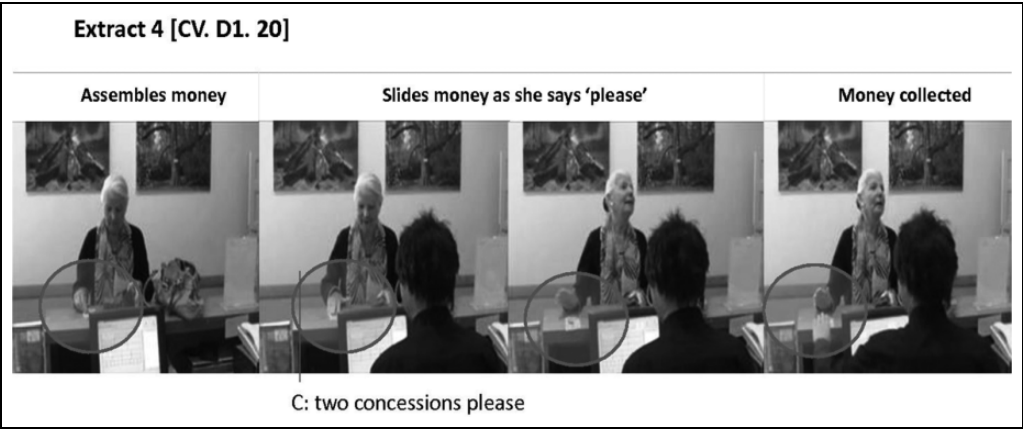 Extract 4 [CV. D1. 20]
Assembles money
Slides money as she says ‘please’
Money collected
C: two concessions please